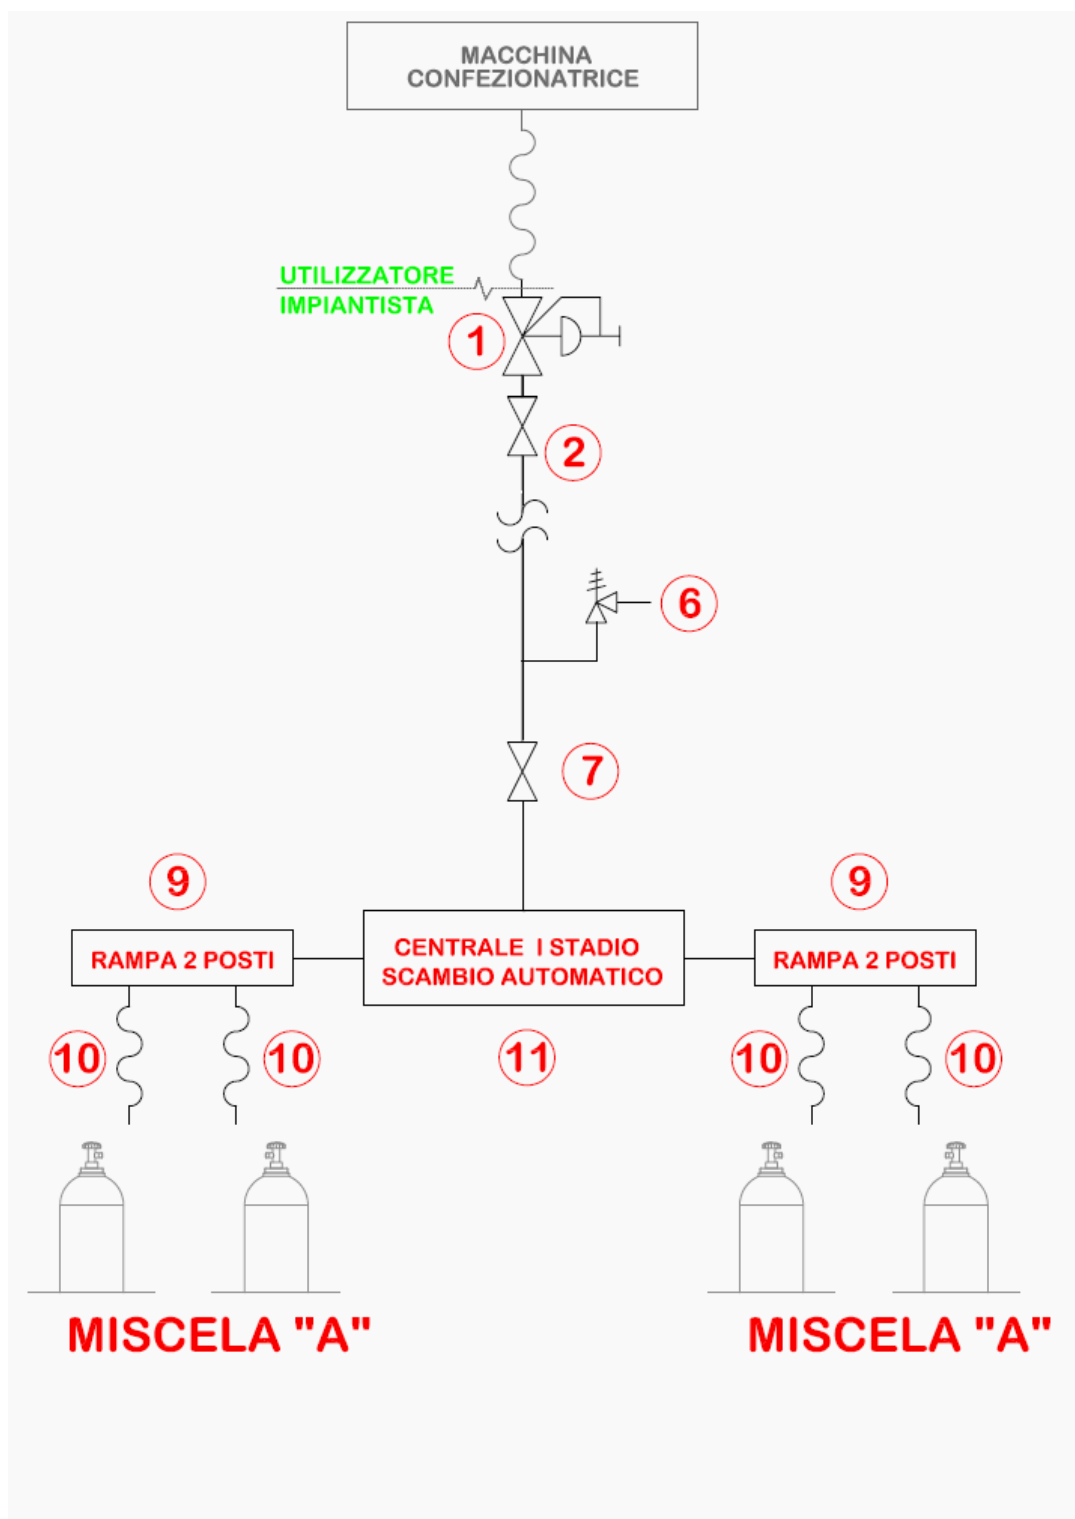 MACCHINA
CONFEZIONATRICE
UTILIZZATORE
IMPIANTISTA
1
2
6
7
9
9
RAMPA 2 POSTI
CENTRALE I STADIO
SCAMBIO AUTOMATICO
RAMPA 2 POSTI
10
10
11
10
10
MISCELA "A"
MISCELA "A"